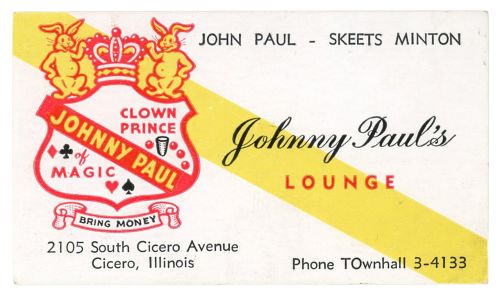 JOHN PAUL - SKEETS MINTON
CLOWN
PRINCE
JOHNNY PAUL
of
MAGIC
BRING MONEY
Johnny Paul's
LOUNGE
2105 South Cicero Avenue
Cicero, Illinois
Phone TOwnhall 3-4133